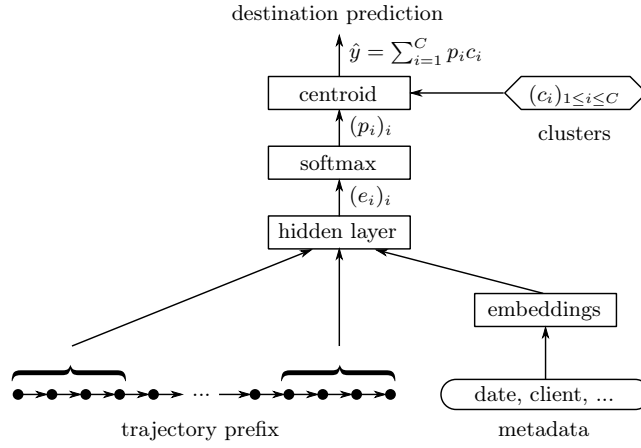 destination prediction
ŷ = ∑_{i=1}^{C} p_i c_i
centroid
(c_i)_{1≤i≤C}
clusters
(p_i)_i
softmax
(e_i)_i
hidden layer
embeddings
...
date, client, ...
trajectory prefix
metadata